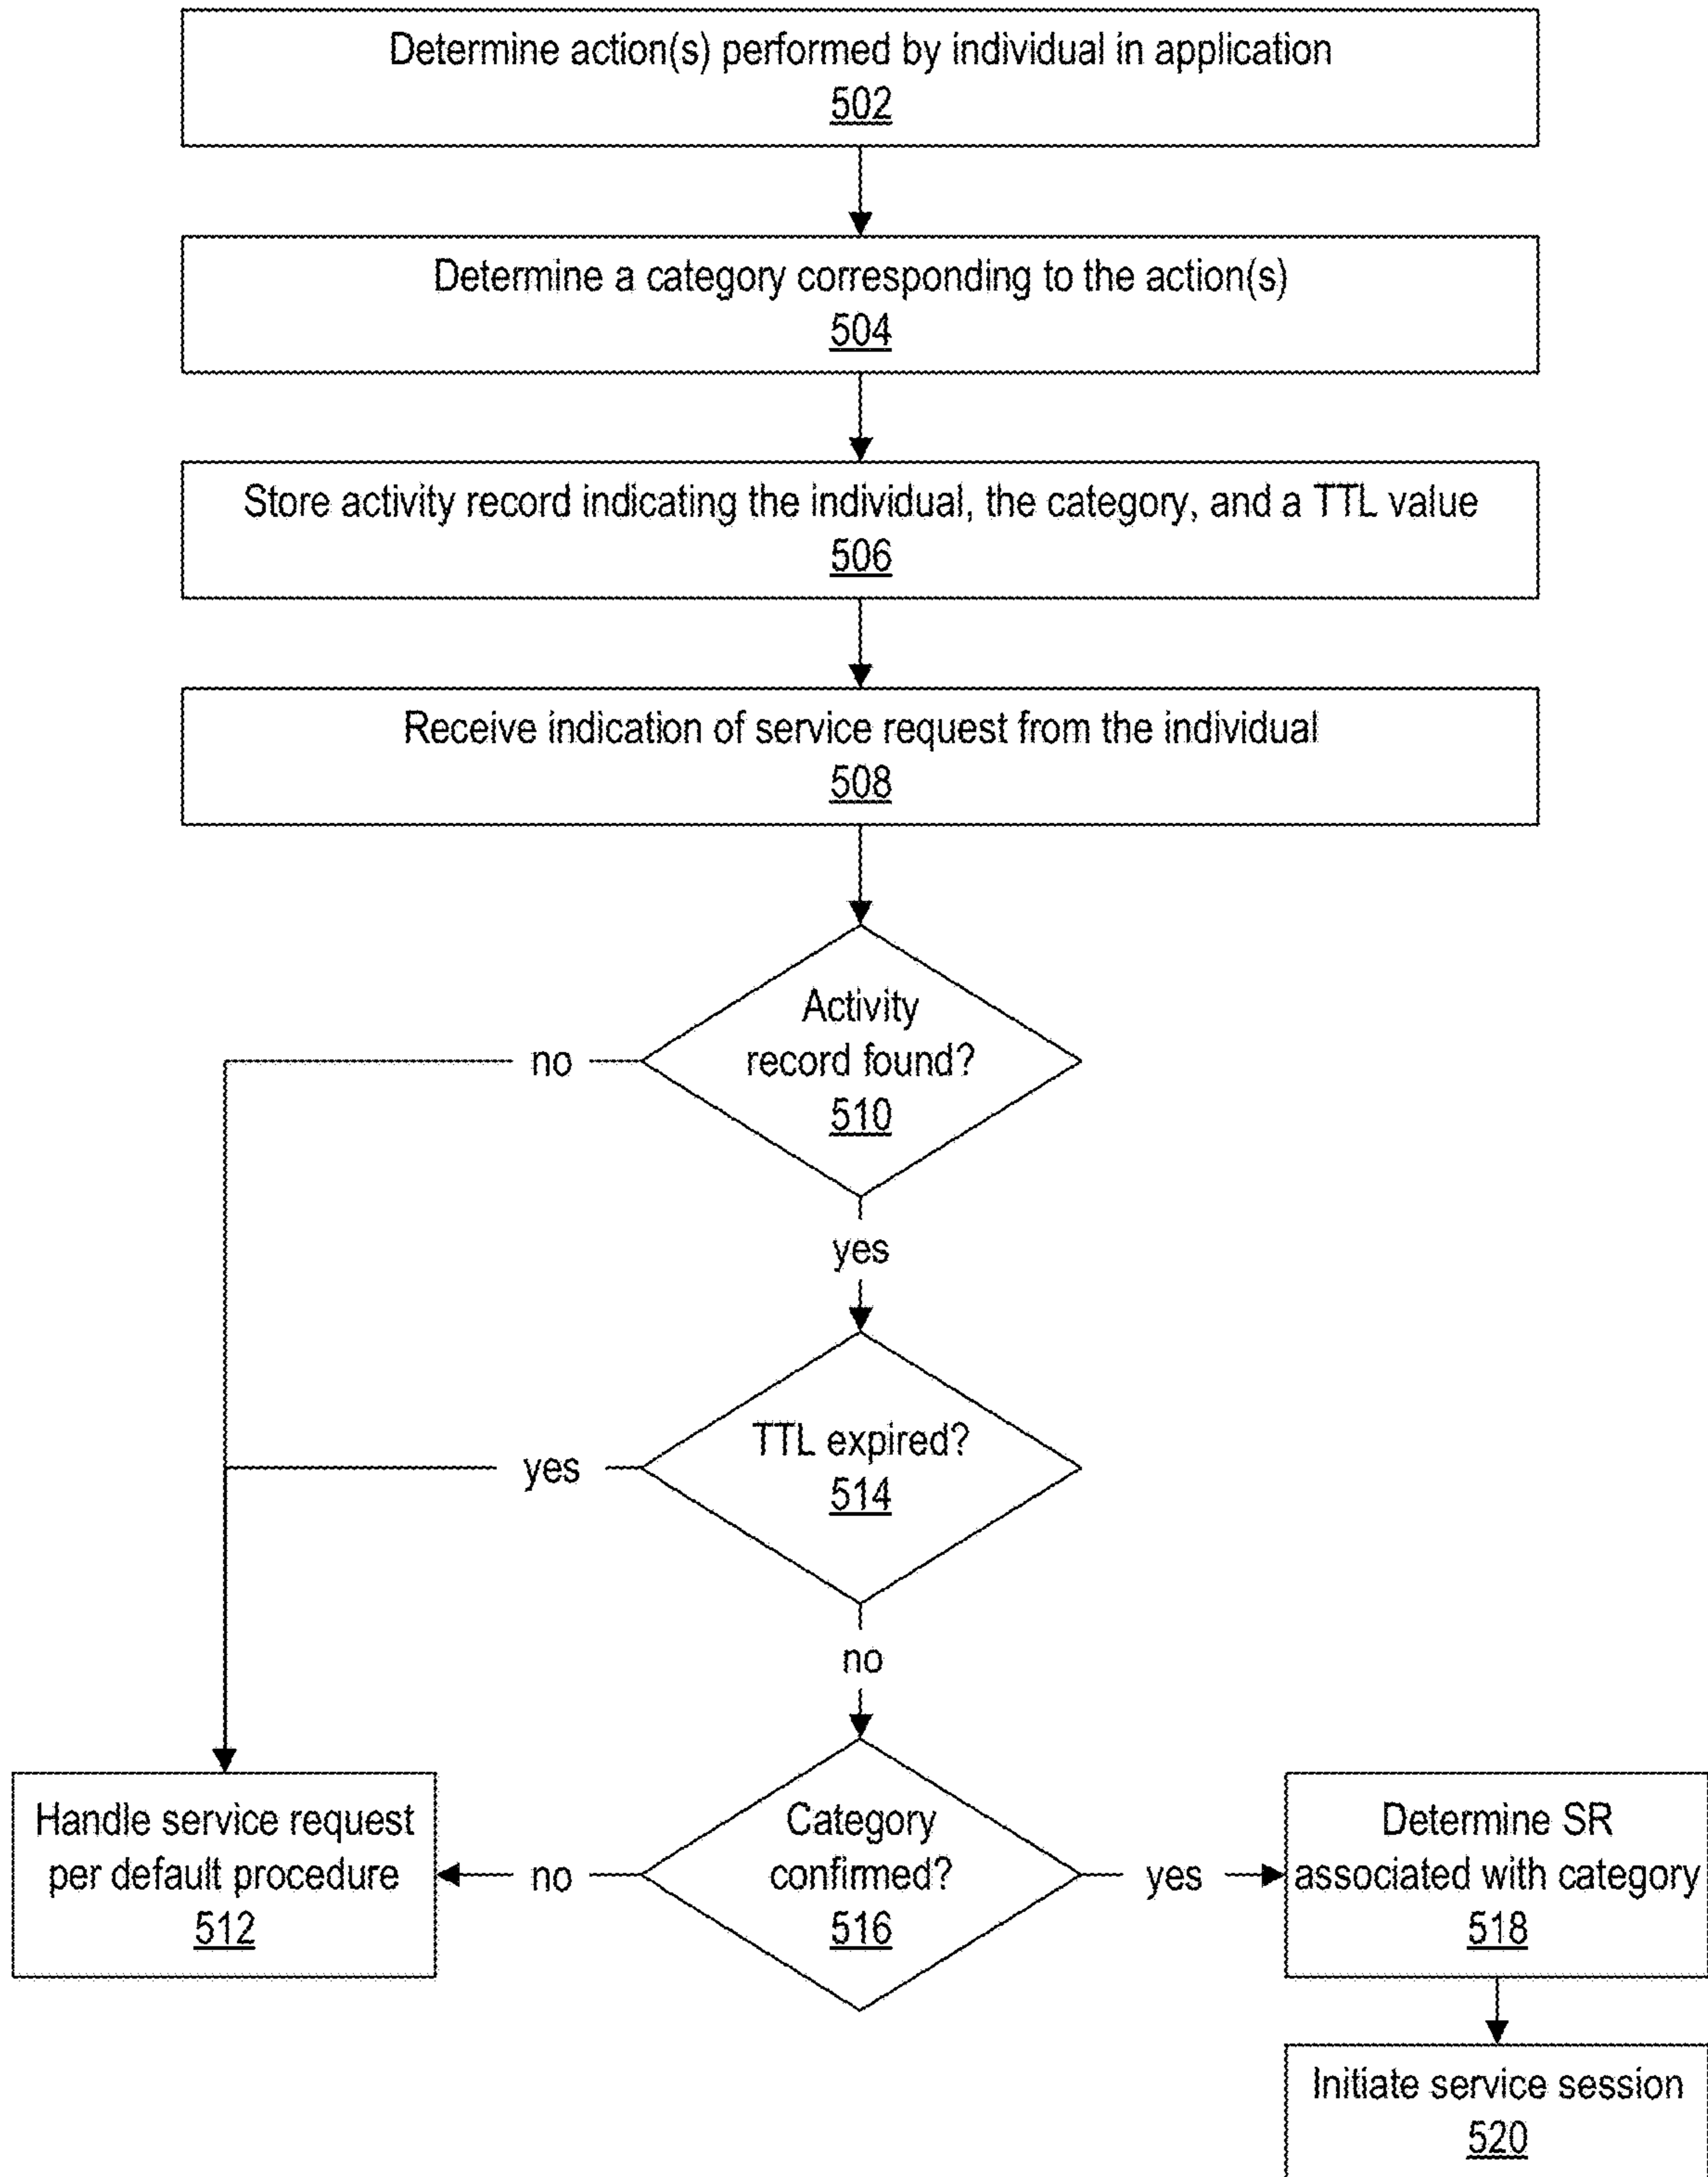 Determine action(s) performed by individual in application
502
Determine a category corresponding to the action(s)
504
Store activity record indicating the individual, the category, and a TTL value
506
Receive indication of service request from the individual
508
Activity
record found?
510
no
yes
TTL expired?
514
yes
no
Category
confirmed?
516
no
yes
Handle service request
per default procedure
512
Determine SR
associated with category
518
Initiate service session
520